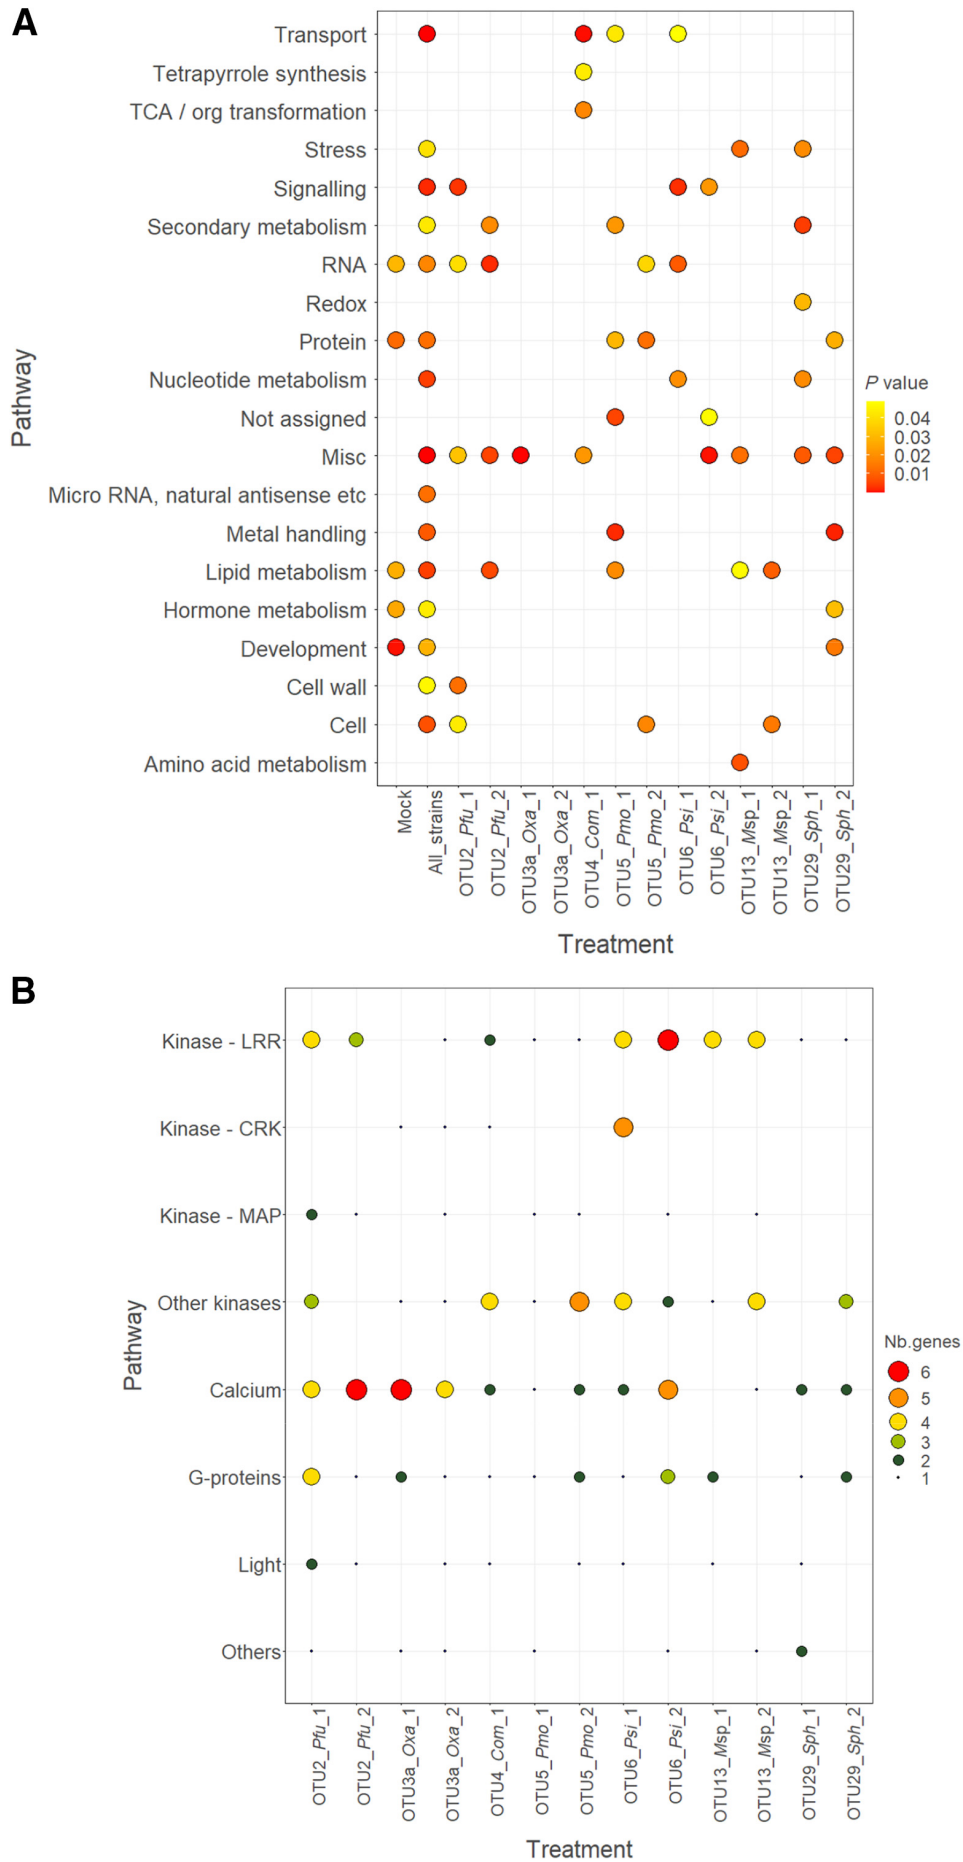 A
Transport
Tetrapyrrole synthesis
TCA / org transformation
Stress
Signalling
Secondary metabolism
RNA
Redox
Protein
Nucleotide metabolism
Not assigned
Misc
Micro RNA, natural antisense etc
Metal handling
Lipid metabolism
Hormone metabolism
Development
Cell wall
Cell
Amino acid metabolism
Pathway
P value
0.04
0.03
0.02
0.01
Mock
All_strains
OTU2_Pfu_1
OTU2_Pfu_2
OTU3a_Oxa_1
OTU3a_Oxa_2
OTU4_Com_1
OTU5_Pmo_1
OTU5_Pmo_2
OTU6_Psi_1
OTU6_Psi_2
OTU13_Msp_1
OTU13_Msp_2
OTU29_Sph_1
OTU29_Sph_2
Treatment
B
Kinase - LRR
Kinase - CRK
Kinase - MAP
Other kinases
Calcium
G-proteins
Light
Others
Pathway
Nb.genes
6
5
4
3
2
1
OTU2_Pfu_1
OTU2_Pfu_2
OTU3a_Oxa_1
OTU3a_Oxa_2
OTU4_Com_1
OTU5_Pmo_1
OTU5_Pmo_2
OTU6_Psi_1
OTU6_Psi_2
OTU13_Msp_1
OTU13_Msp_2
OTU29_Sph_1
OTU29_Sph_2
Treatment